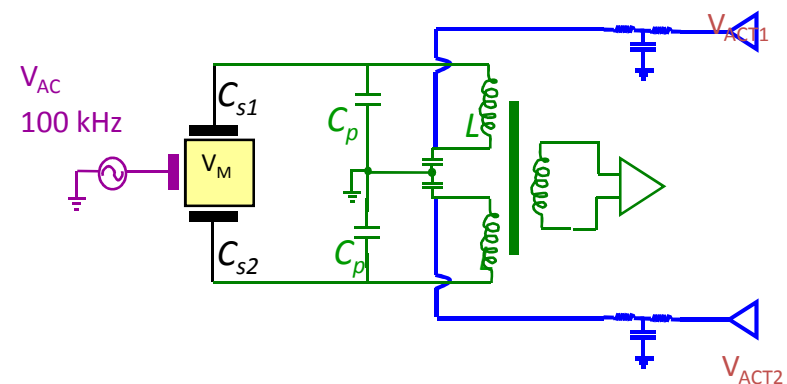 V_ACT1
V_AC
100 kHz
C_s1
C_p
L
V_M
C_s2
C_p
L
V_ACT2